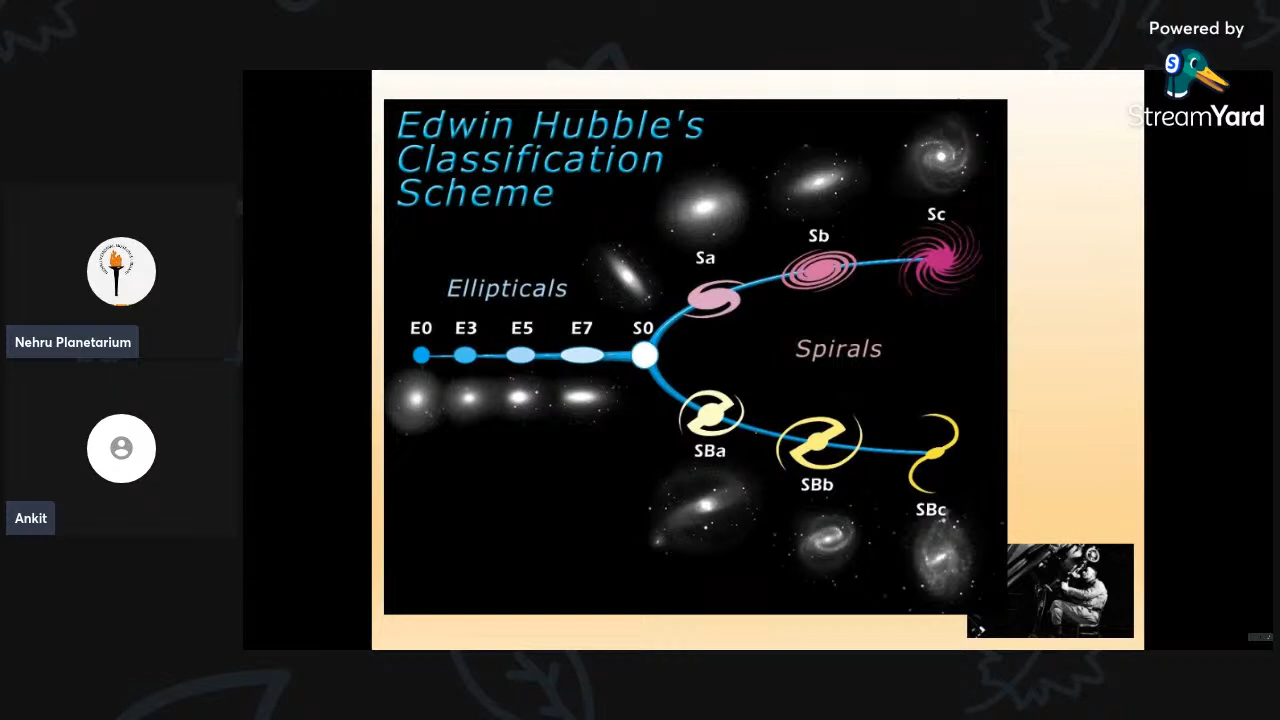 Powered by
S
StreamYard
Edwin Hubble's
Classification
Scheme
Sc
Sb
Sa
Ellipticals
E0 E3 E5 E7 S0
Spirals
SBa
SBb
SBc
Nehru Planetarium
Ankit